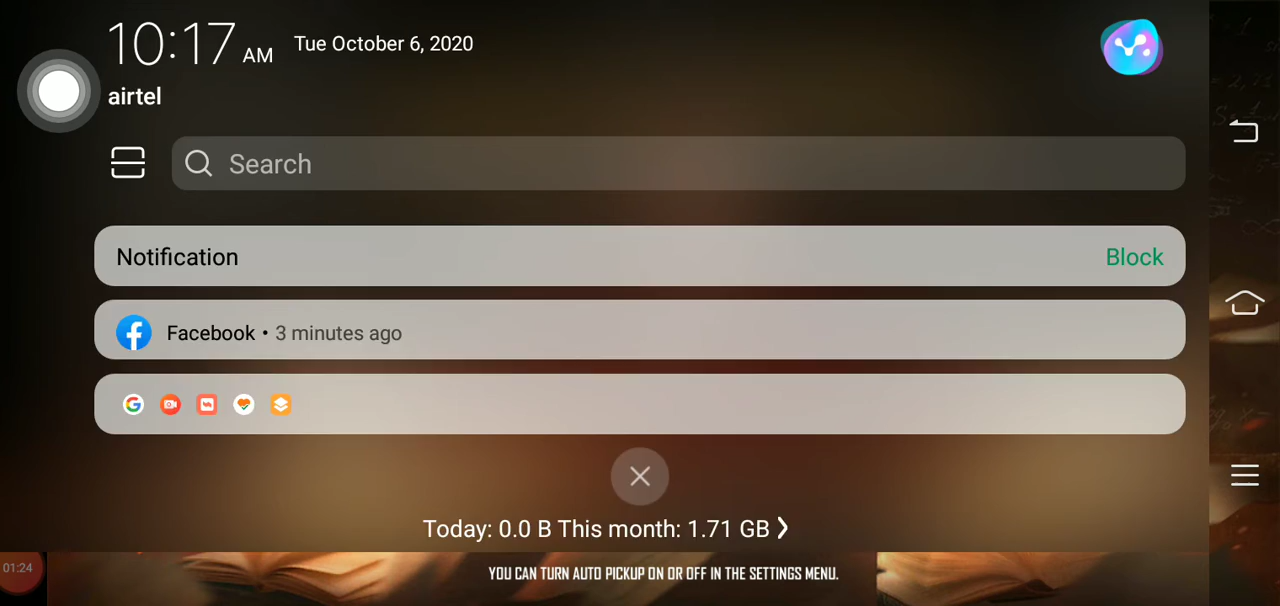 10:17 AM Tue October 6, 2020
airtel
Search
Notification Block
Facebook • 3 minutes ago
Today: 0.0 B This month: 1.71 GB
01:24
YOU CAN TURN AUTO PICKUP ON OR OFF IN THE SETTINGS MENU.